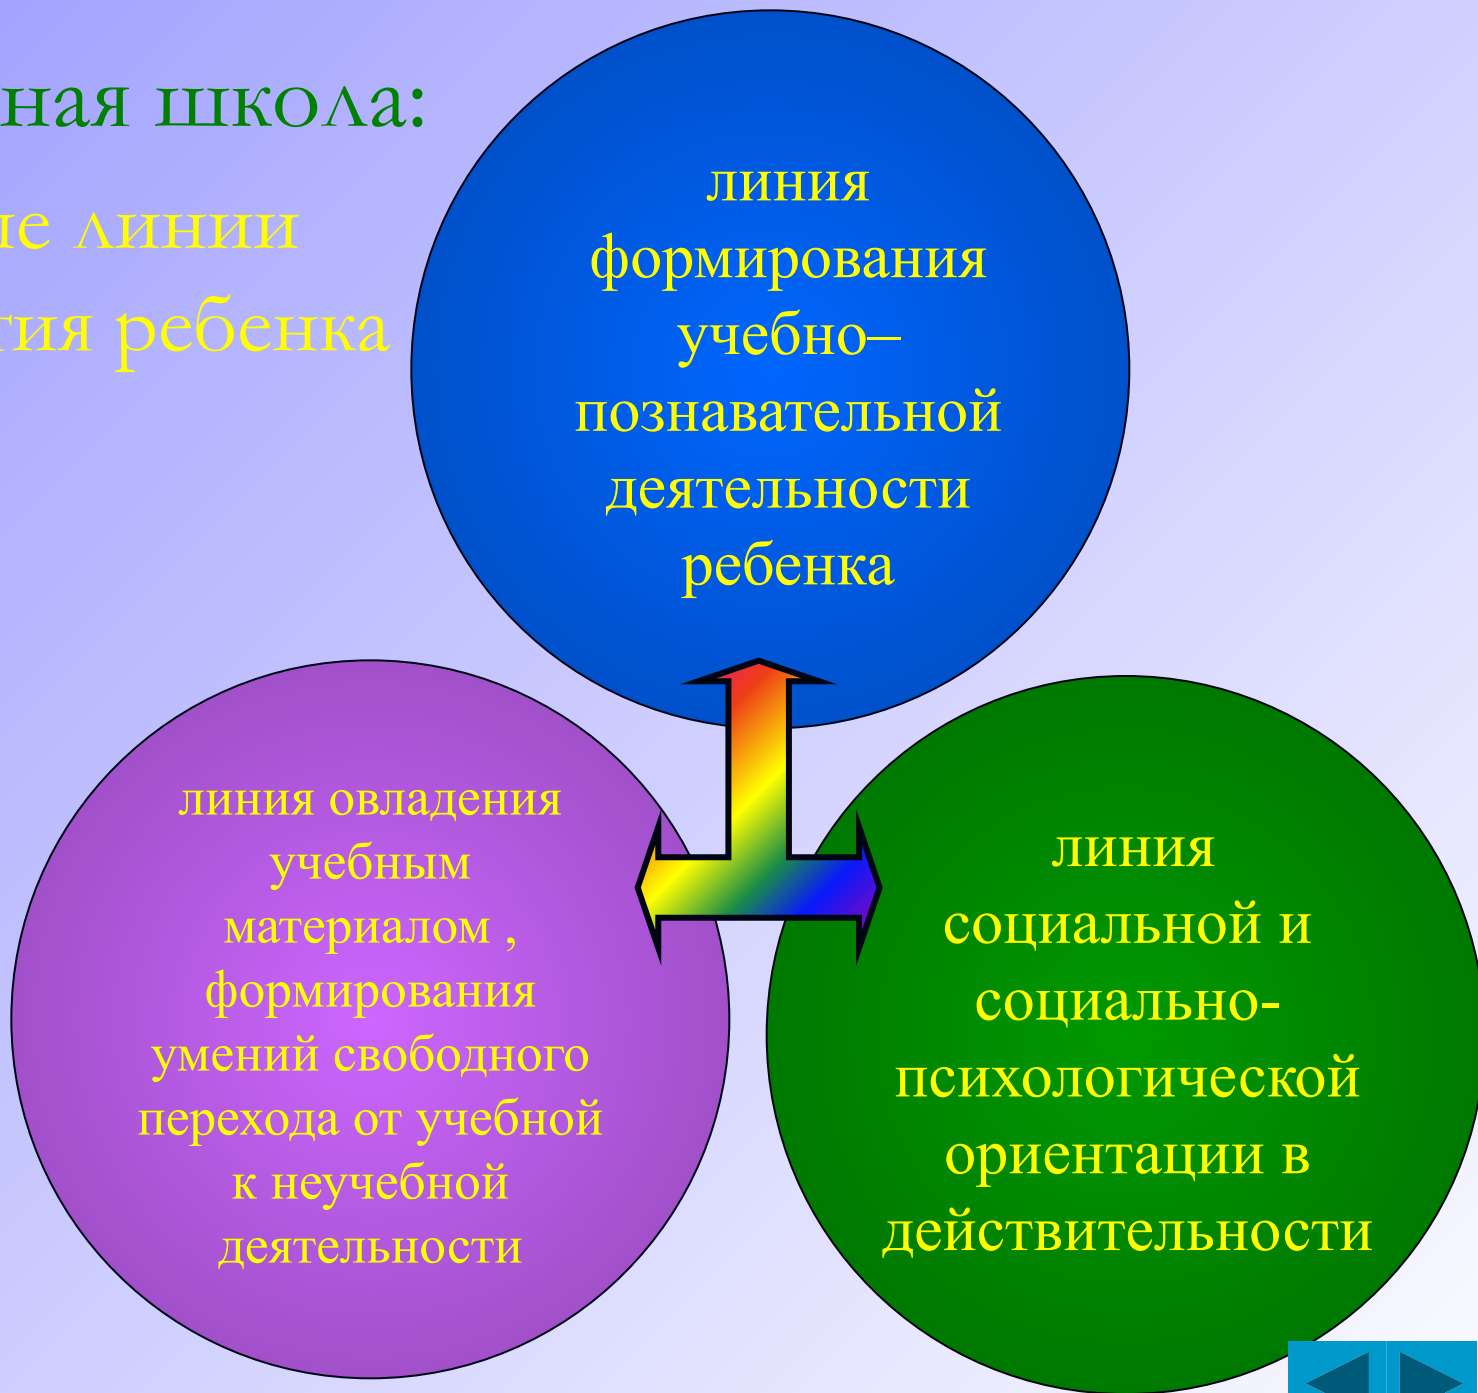 ная школа:
е линии
тия ребенка
линия
формирования
учебно–
познавательной
деятельности
ребенка
линия овладения
учебным
материалом ,
формирования
умений свободного
перехода от учебной
к неучебной
деятельности
линия
социальной и
социально-
психологической
ориентации в
действительности